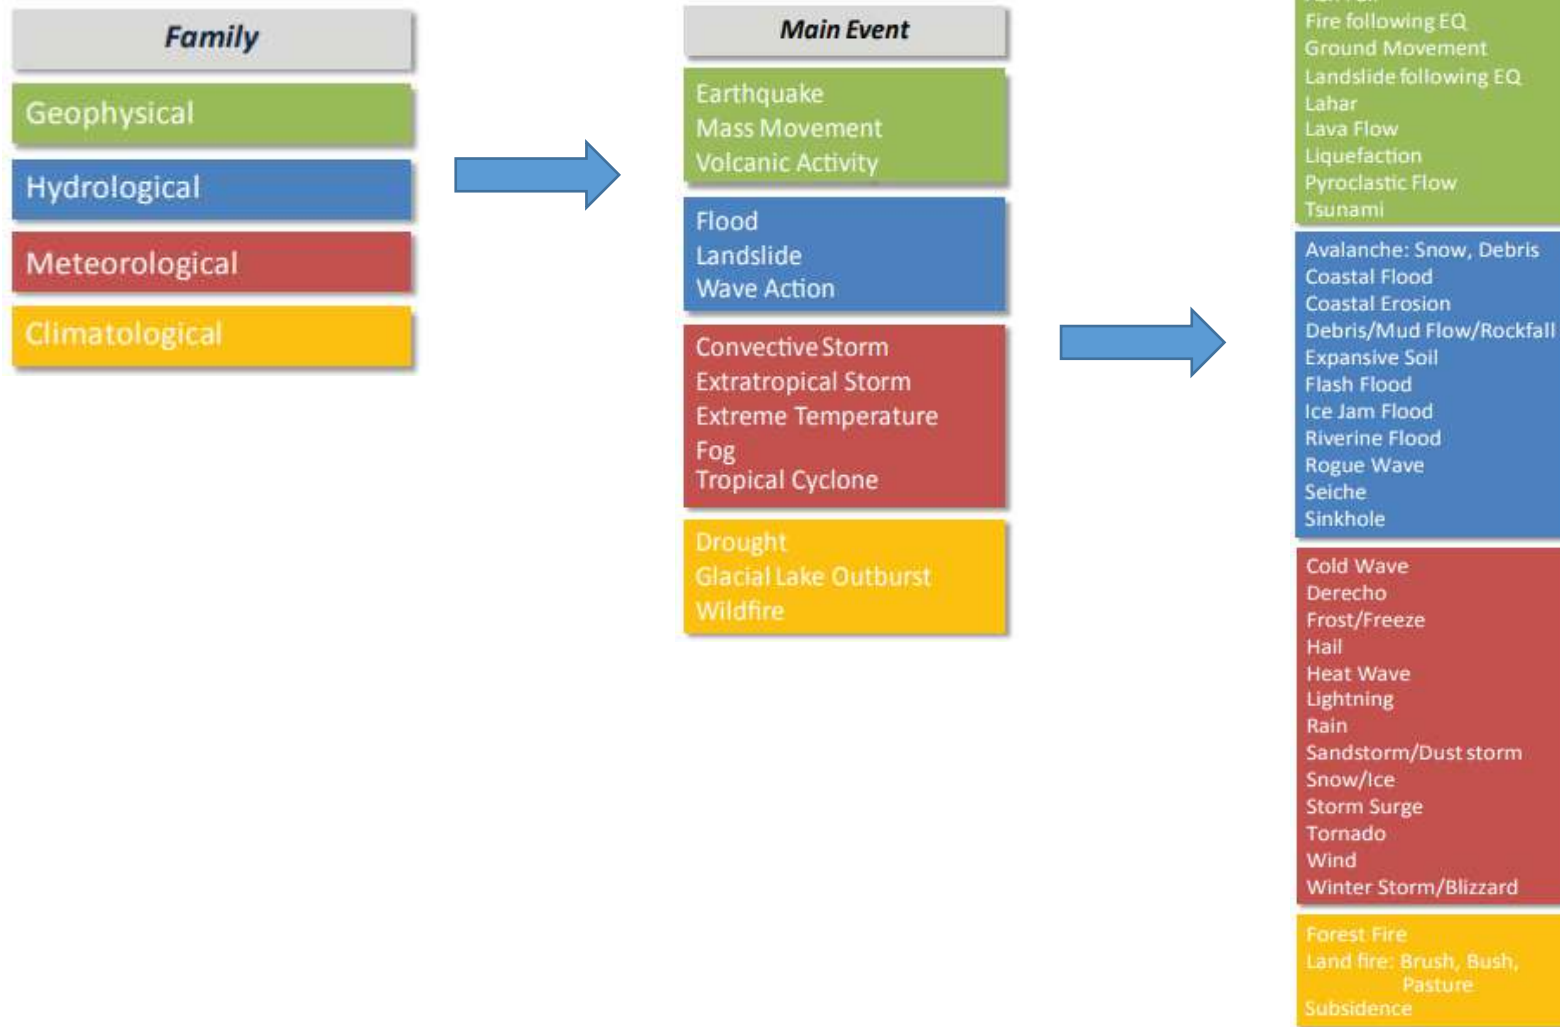 Family
Geophysical
Hydrological
Meteorological
Climatological
Main Event
Earthquake
Mass Movement
Volcanic Activity
Flood
Landslide
Wave Action
Convective Storm
Extratropical Storm
Extreme Temperature
Fog
Tropical Cyclone
Drought
Glacial Lake Outburst
Wildfire
Fire following EQ
Ground Movement
Landslide following EQ
Lahar
Lava Flow
Liquefaction
Pyroclastic Flow
Tsunami
Avalanche: Snow, Debris
Coastal Flood
Coastal Erosion
Debris/Mud Flow/Rockfall
Expansive Soil
Flash Flood
Ice Jam Flood
Riverine Flood
Rogue Wave
Seiche
Sinkhole
Cold Wave
Derecho
Frost/Freeze
Hail
Heat Wave
Lightning
Rain
Sandstorm/Dust storm
Snow/Ice
Storm Surge
Tornado
Wind
Winter Storm/Blizzard
Forest Fire
Land fire: Brush, Bush,
Pasture
Subsidence